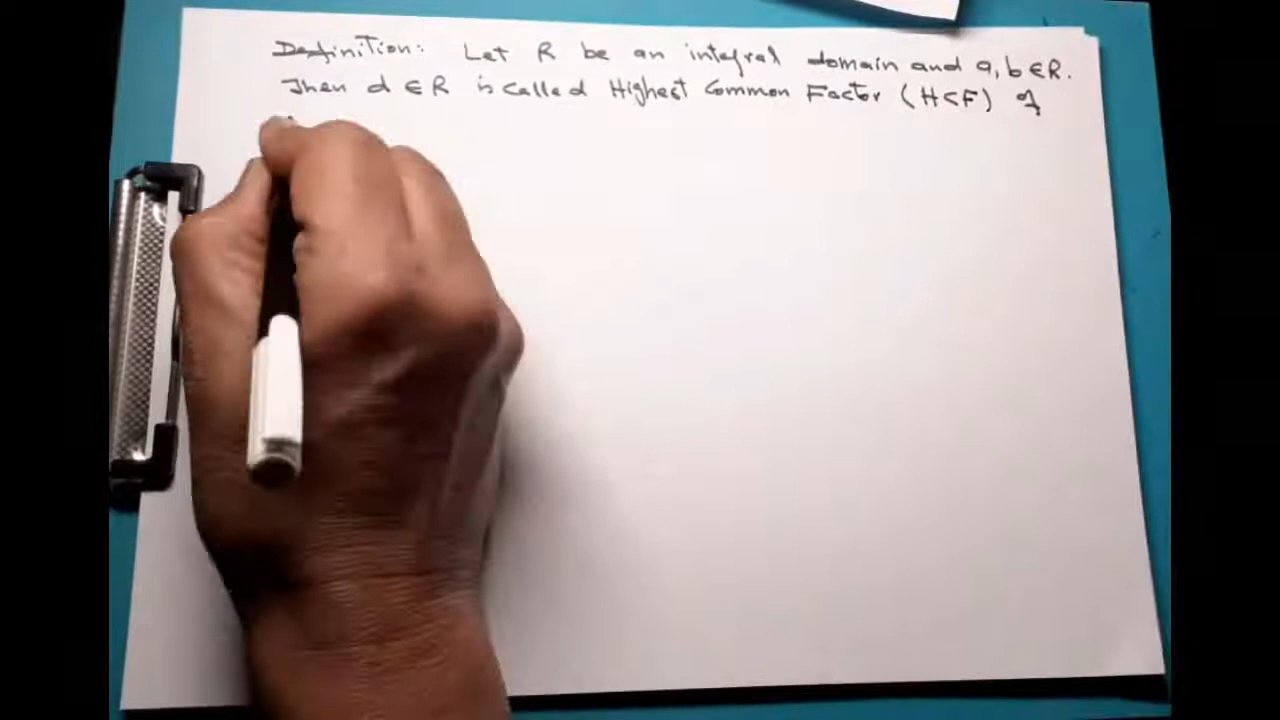 Definition: Let R be an integral domain and a, b ∈ R.
Then d ∈ R is called Highest Common Factor (HCF) of